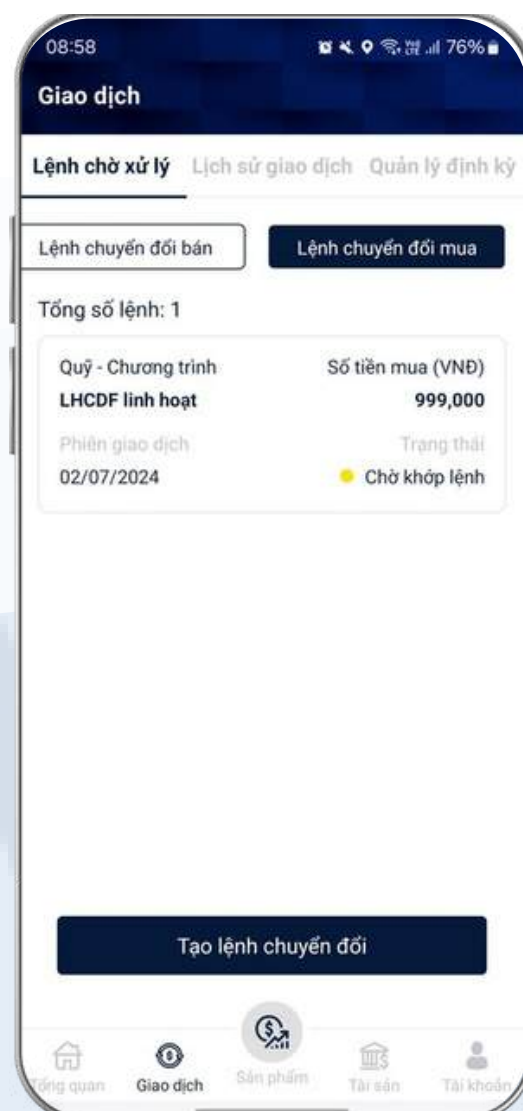 08:58 76%
Giao dịch
Lệnh chờ xử lý Lịch sử giao dịch Quản lý định kỳ
Lệnh chuyển đổi bán Lệnh chuyển đổi mua
Tổng số lệnh: 1
Quỹ - Chương trình Số tiền mua (VNĐ)
LHCDF linh hoạt 999,000
Phiên giao dịch Trạng thái
02/07/2024 Chờ khớp lệnh
Tạo lệnh chuyển đổi
Tổng quan Giao dịch Sản phẩm Tài sản Tài khoản